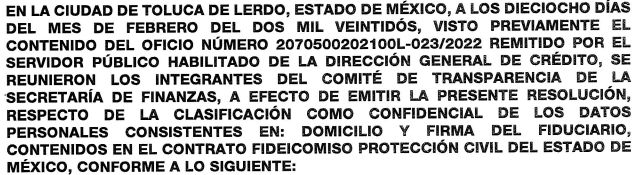 EN LA CIUDAD DE TOLUCA DE LERDO, ESTADO DE MÉXICO, A LOS DIECIOCHO DÍAS
DEL MES DE FEBRERO DEL DOS MIL VEINTIDÓS, VISTO PREVIAMENTE EL
CONTENIDO DEL OFICIO NÚMERO 2070500202100L-023/2022 REMITIDO POR EL
SERVIDOR PÚBLICO HABILITADO DE LA DIRECCIÓN GENERAL DE CRÉDITO, SE
REUNIERON LOS INTEGRANTES DEL COMITÉ DE TRANSPARENCIA DE LA
SECRETARÍA DE FINANZAS, A EFECTO DE EMITIR LA PRESENTE RESOLUCIÓN,
RESPECTO DE LA CLASIFICACIÓN COMO CONFIDENCIAL DE LOS DATOS
PERSONALES CONSISTENTES EN: DOMICILIO Y FIRMA DEL FIDUCIARIO,
CONTENIDOS EN EL CONTRATO FIDEICOMISO PROTECCIÓN CIVIL DEL ESTADO DE
MÉXICO, CONFORME A LO SIGUIENTE: